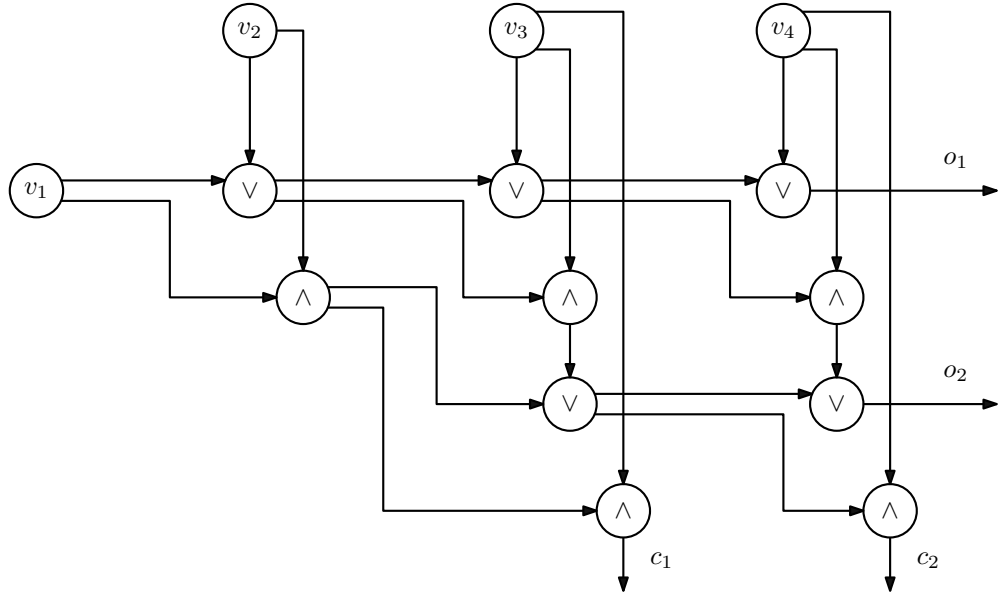 v₂ v₃ v₄
o₁
v₁ ∨ ∨ ∨
∧ ∧ ∧
o₂
∨ ∨
∧ ∧
c₁ c₂